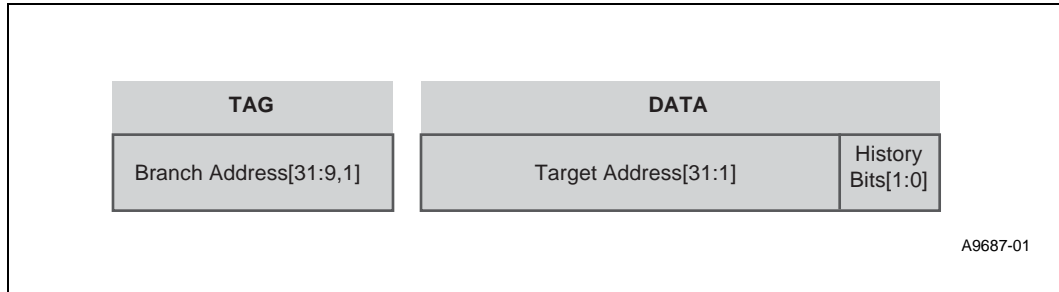 TAG
DATA
Branch Address[31:9,1]
Target Address[31:1]
History
Bits[1:0]
A9687-01